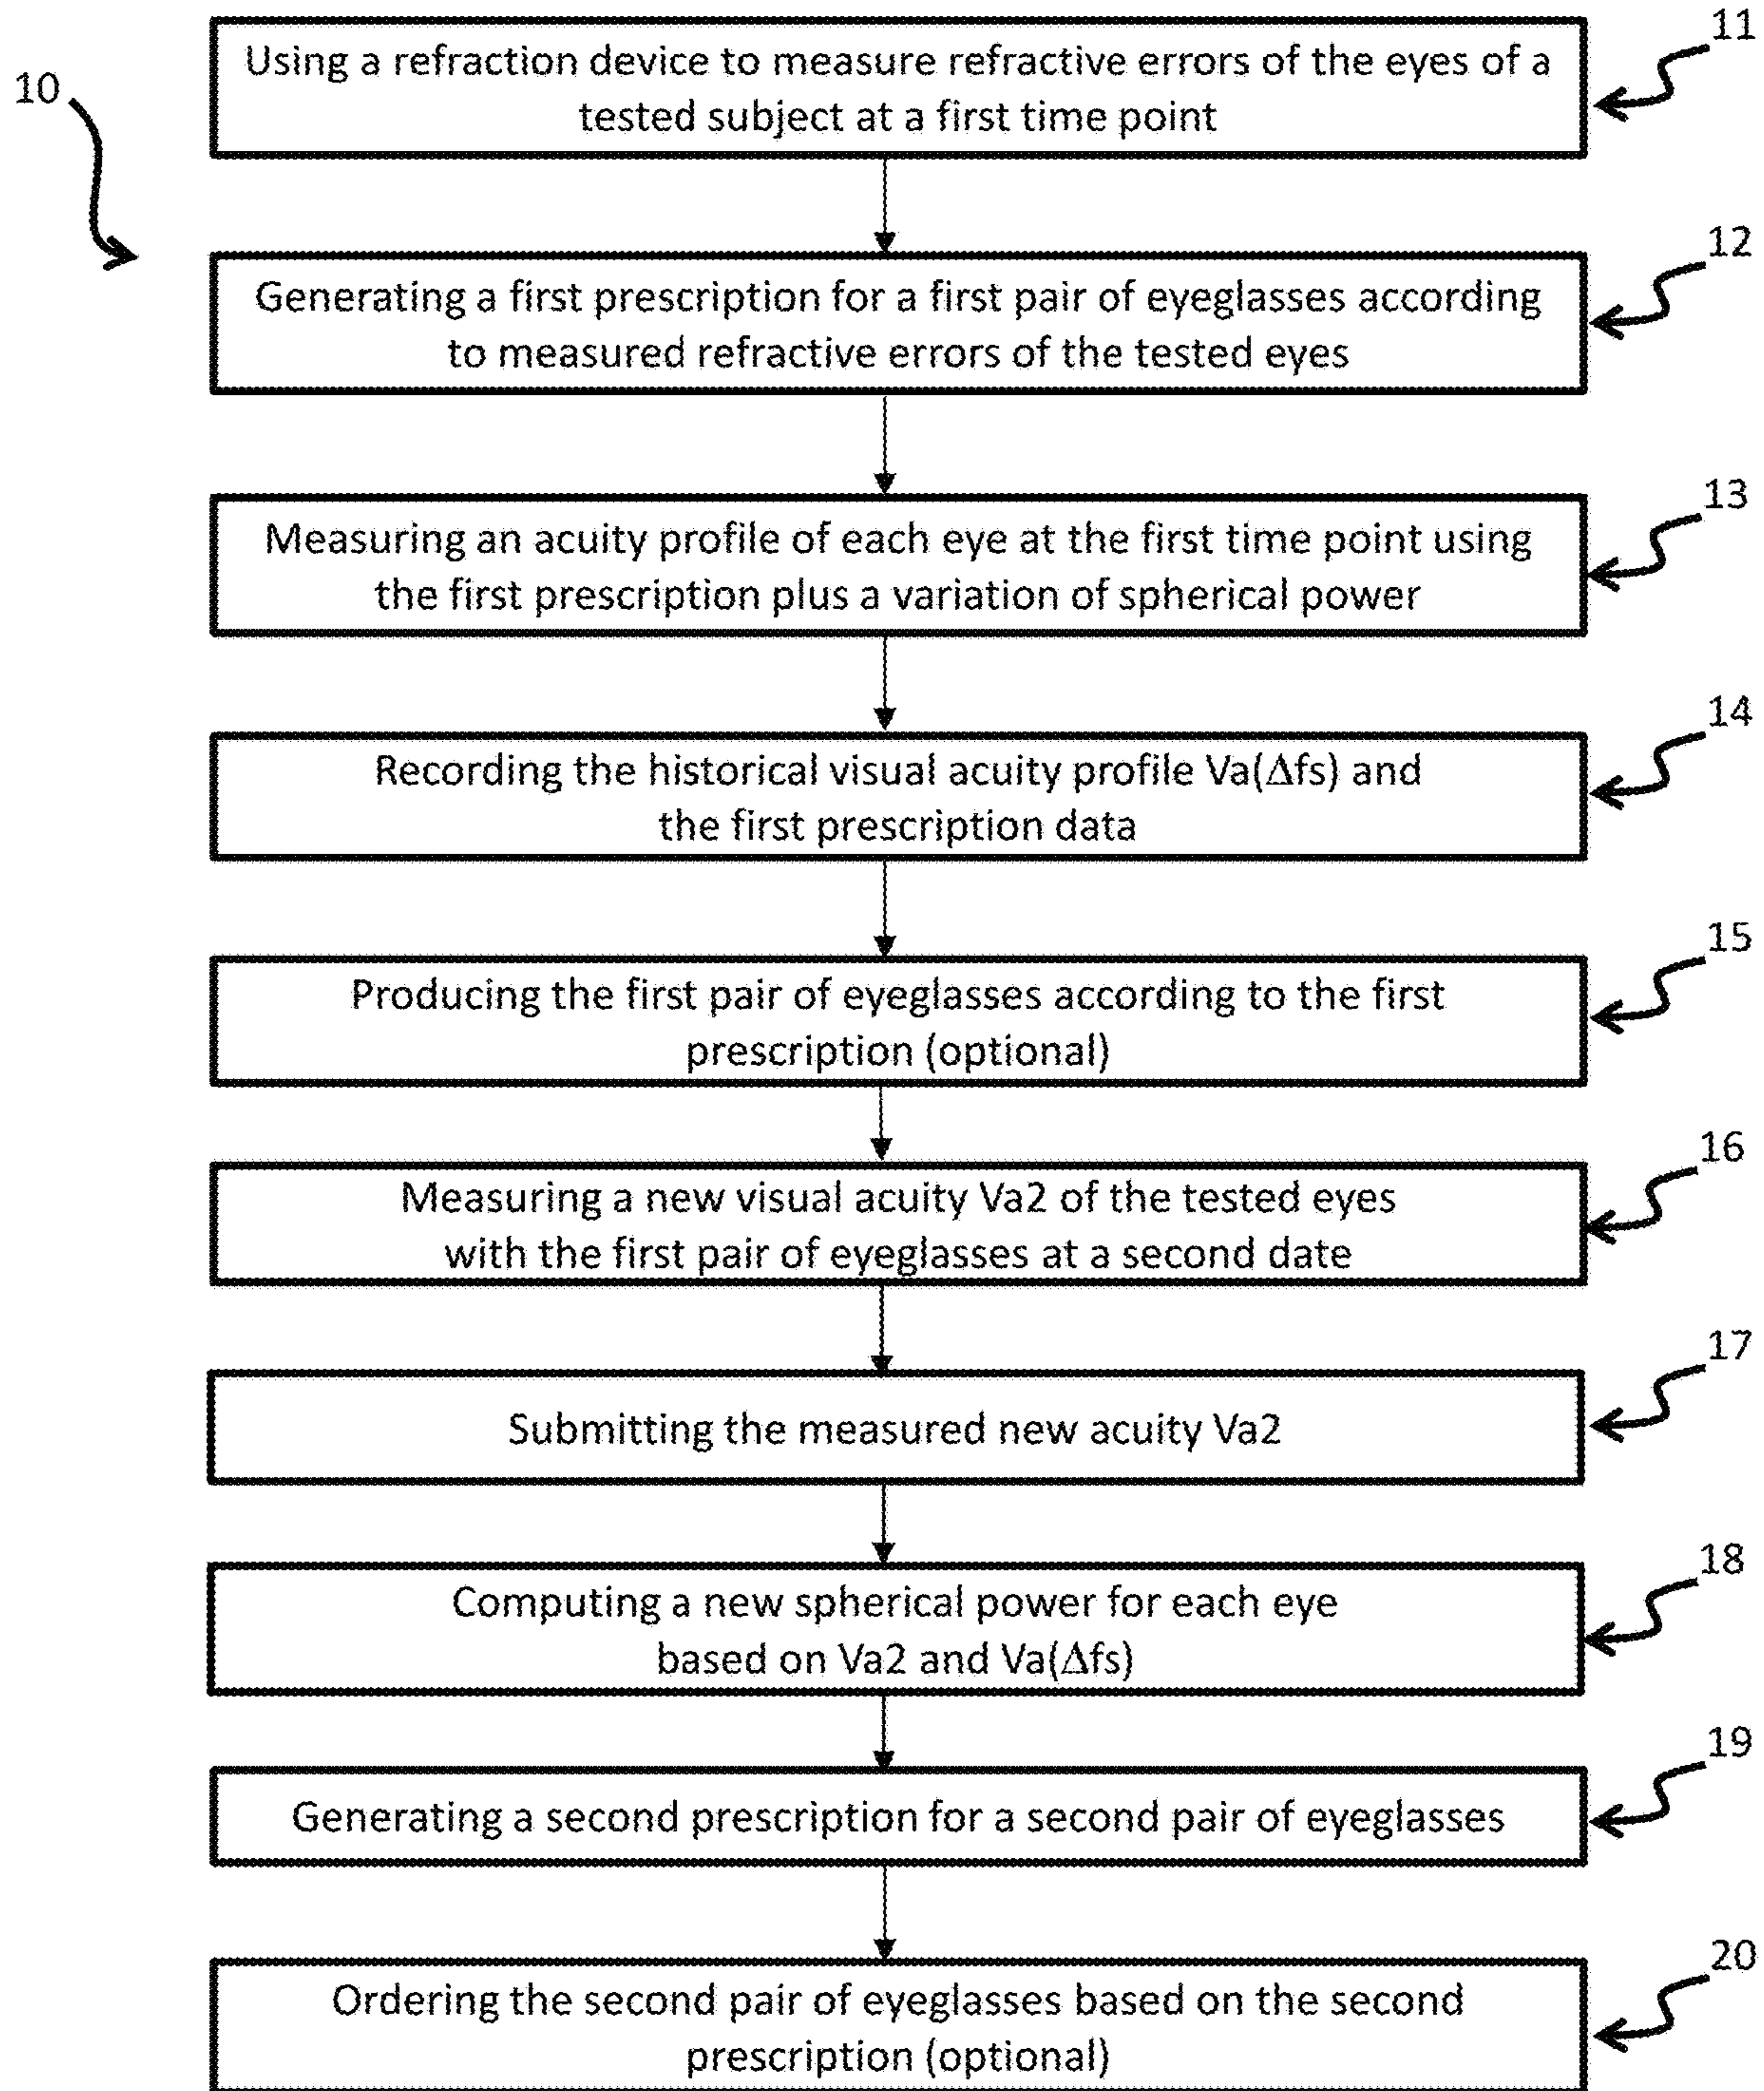 11
Using a refraction device to measure refractive errors of the eyes of a
tested subject at a first time point
10
12
Generating a first prescription for a first pair of eyeglasses according
to measured refractive errors of the tested eyes
13
Measuring an acuity profile of each eye at the first time point using
the first prescription plus a variation of spherical power
14
Recording the historical visual acuity profile Va(Δfs) and
the first prescription data
15
Producing the first pair of eyeglasses according to the first
prescription (optional)
16
Measuring a new visual acuity Va2 of the tested eyes
with the first pair of eyeglasses at a second date
17
Submitting the measured new acuity Va2
18
Computing a new spherical power for each eye
based on Va2 and Va(Δfs)
19
Generating a second prescription for a second pair of eyeglasses
20
Ordering the second pair of eyeglasses based on the second
prescription (optional)